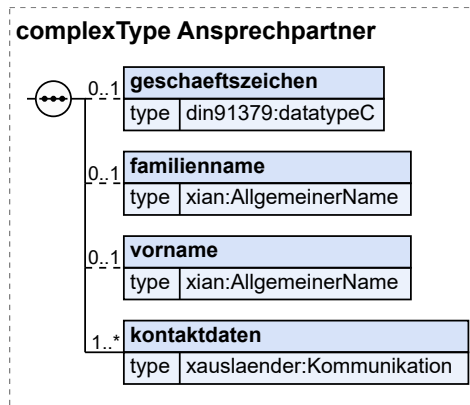 complexType Ansprechpartner
0..1 geschaeftszeichen
type din91379:datatypeC
0..1 familienname
type xian:AllgemeinerName
0..1 vorname
type xian:AllgemeinerName
1..* kontaktdaten
type xauslaender:Kommunikation